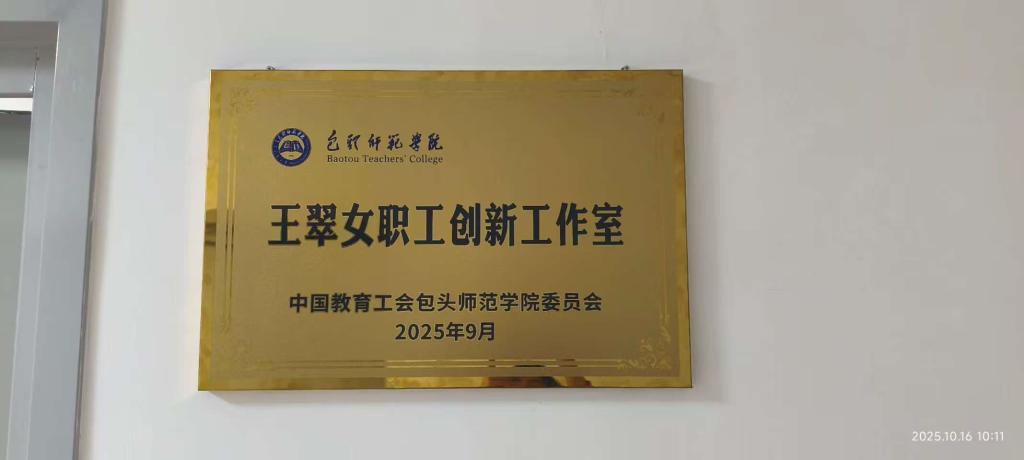 包头师范学院
Baotou Teachers' College
王翠女职工创新工作室
中国教育工会包头师范学院委员会
2025年9月
2025.10.16 10:11